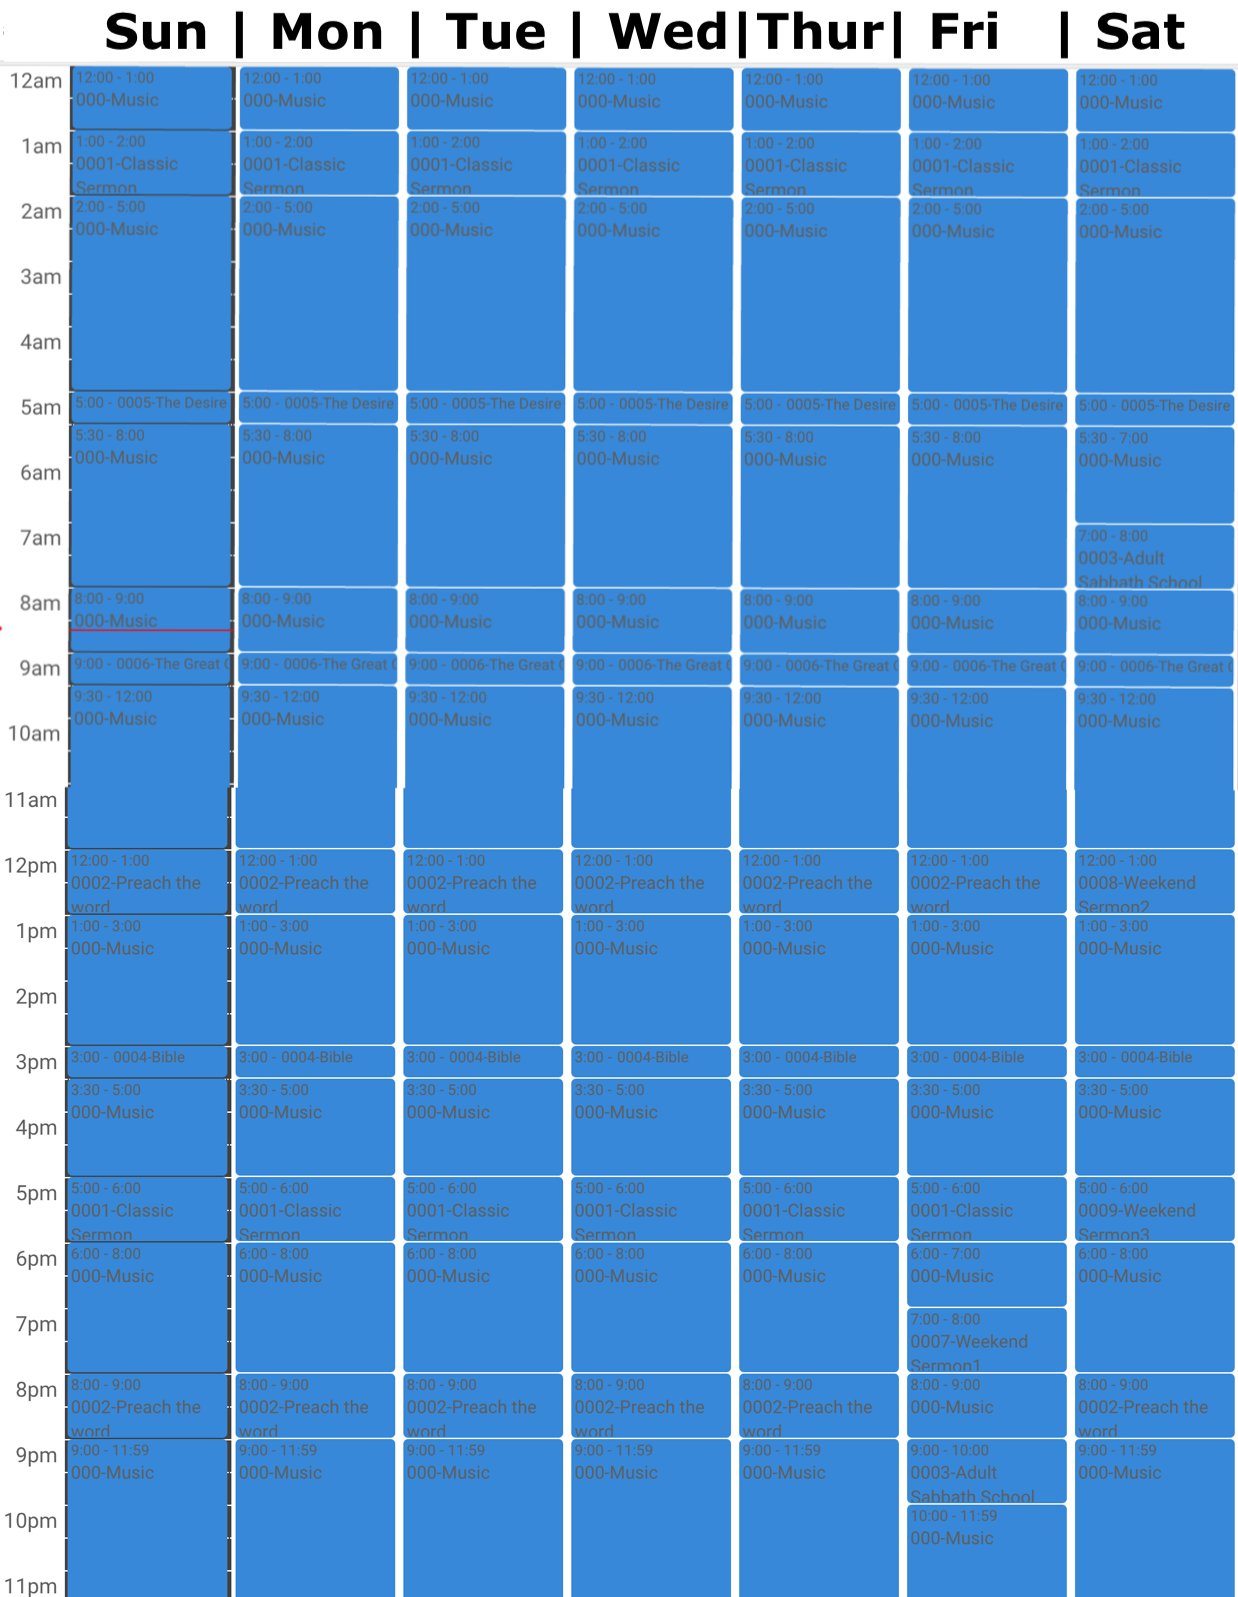 Sun | Mon | Tue | Wed | Thur | Fri | Sat
12am
12:00 - 1:00 12:00 - 1:00 12:00 - 1:00 12:00 - 1:00 12:00 - 1:00 12:00 - 1:00 12:00 - 1:00
000-Music 000-Music 000-Music 000-Music 000-Music 000-Music 000-Music
1am
1:00 - 2:00 1:00 - 2:00 1:00 - 2:00 1:00 - 2:00 1:00 - 2:00 1:00 - 2:00 1:00 - 2:00
0001-Classic 0001-Classic 0001-Classic 0001-Classic 0001-Classic 0001-Classic 0001-Classic
Sermon Sermon Sermon Sermon Sermon Sermon Sermon
2am
2:00 - 5:00 2:00 - 5:00 2:00 - 5:00 2:00 - 5:00 2:00 - 5:00 2:00 - 5:00 2:00 - 5:00
000-Music 000-Music 000-Music 000-Music 000-Music 000-Music 000-Music
3am
4am
5am
5:00 - 0005-The Desire 5:00 - 0005-The Desire 5:00 - 0005-The Desire 5:00 - 0005-The Desire 5:00 - 0005-The Desire 5:00 - 0005-The Desire 5:00 - 0005-The Desire
5:30 - 8:00 5:30 - 8:00 5:30 - 8:00 5:30 - 8:00 5:30 - 8:00 5:30 - 8:00 5:30 - 7:00
000-Music 000-Music 000-Music 000-Music 000-Music 000-Music 000-Music
6am
7am
7:00 - 8:00
0003-Adult
Sabbath School
8am
8:00 - 9:00 8:00 - 9:00 8:00 - 9:00 8:00 - 9:00 8:00 - 9:00 8:00 - 9:00 8:00 - 9:00
000-Music 000-Music 000-Music 000-Music 000-Music 000-Music 000-Music
9am
9:00 - 0006-The Great 9:00 - 0006-The Great 9:00 - 0006-The Great 9:00 - 0006-The Great 9:00 - 0006-The Great 9:00 - 0006-The Great 9:00 - 0006-The Great
9:30 - 12:00 9:30 - 12:00 9:30 - 12:00 9:30 - 12:00 9:30 - 12:00 9:30 - 12:00 9:30 - 12:00
000-Music 000-Music 000-Music 000-Music 000-Music 000-Music 000-Music
10am
11am
12pm
12:00 - 1:00 12:00 - 1:00 12:00 - 1:00 12:00 - 1:00 12:00 - 1:00 12:00 - 1:00 12:00 - 1:00
0002-Preach the 0002-Preach the 0002-Preach the 0002-Preach the 0002-Preach the 0002-Preach the 0008-Weekend
word word word word word word Sermon2
1pm
1:00 - 3:00 1:00 - 3:00 1:00 - 3:00 1:00 - 3:00 1:00 - 3:00 1:00 - 3:00 1:00 - 3:00
000-Music 000-Music 000-Music 000-Music 000-Music 000-Music 000-Music
2pm
3pm
3:00 - 0004-Bible 3:00 - 0004-Bible 3:00 - 0004-Bible 3:00 - 0004-Bible 3:00 - 0004-Bible 3:00 - 0004-Bible 3:00 - 0004-Bible
3:30 - 5:00 3:30 - 5:00 3:30 - 5:00 3:30 - 5:00 3:30 - 5:00 3:30 - 5:00 3:30 - 5:00
000-Music 000-Music 000-Music 000-Music 000-Music 000-Music 000-Music
4pm
5pm
5:00 - 6:00 5:00 - 6:00 5:00 - 6:00 5:00 - 6:00 5:00 - 6:00 5:00 - 6:00 5:00 - 6:00
0001-Classic 0001-Classic 0001-Classic 0001-Classic 0001-Classic 0001-Classic 0009-Weekend
Sermon Sermon Sermon Sermon Sermon Sermon Sermon3
6pm
6:00 - 8:00 6:00 - 8:00 6:00 - 8:00 6:00 - 8:00 6:00 - 8:00 6:00 - 7:00 6:00 - 8:00
000-Music 000-Music 000-Music 000-Music 000-Music 000-Music 000-Music
7pm
7:00 - 8:00
0007-Weekend
Sermon1
8pm
8:00 - 9:00 8:00 - 9:00 8:00 - 9:00 8:00 - 9:00 8:00 - 9:00 8:00 - 9:00 8:00 - 9:00
0002-Preach the 0002-Preach the 0002-Preach the 0002-Preach the 0002-Preach the 000-Music 0002-Preach the
word word word word word word
9pm
9:00 - 11:59 9:00 - 11:59 9:00 - 11:59 9:00 - 11:59 9:00 - 11:59 9:00 - 10:00 9:00 - 11:59
000-Music 000-Music 000-Music 000-Music 000-Music 0003-Adult 000-Music
Sabbath School
10pm
10:00 - 11:59
000-Music
11pm